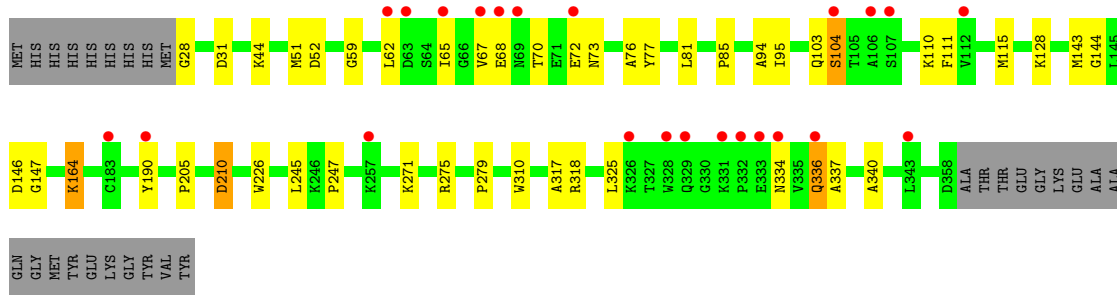 MET HIS HIS HIS HIS HIS HIS MET G28 D31 K44 M51 D52 G59 L62 D63 S64 I65 G66 V67 E68 N69 T70 E71 E72 N73 A76 Y77 L81 P85 A94 I95 Q103 S104 T105 A106 S107 K110 F111 V112 M115 K128 M143 G144 L145
D146 G147 K164 C183 Y190 P205 D210 W226 L245 K246 P247 K257 K271 R275 P279 W310 A317 R318 L325 K326 T327 W328 Q329 G330 K331 P332 E333 N334 V335 Q336 A337 A340 L343 D358 ALA THR THR GLU GLY LYS GLU ALA ALA
GLN GLY MET TYR GLU LYS GLY TYR VAL TYR